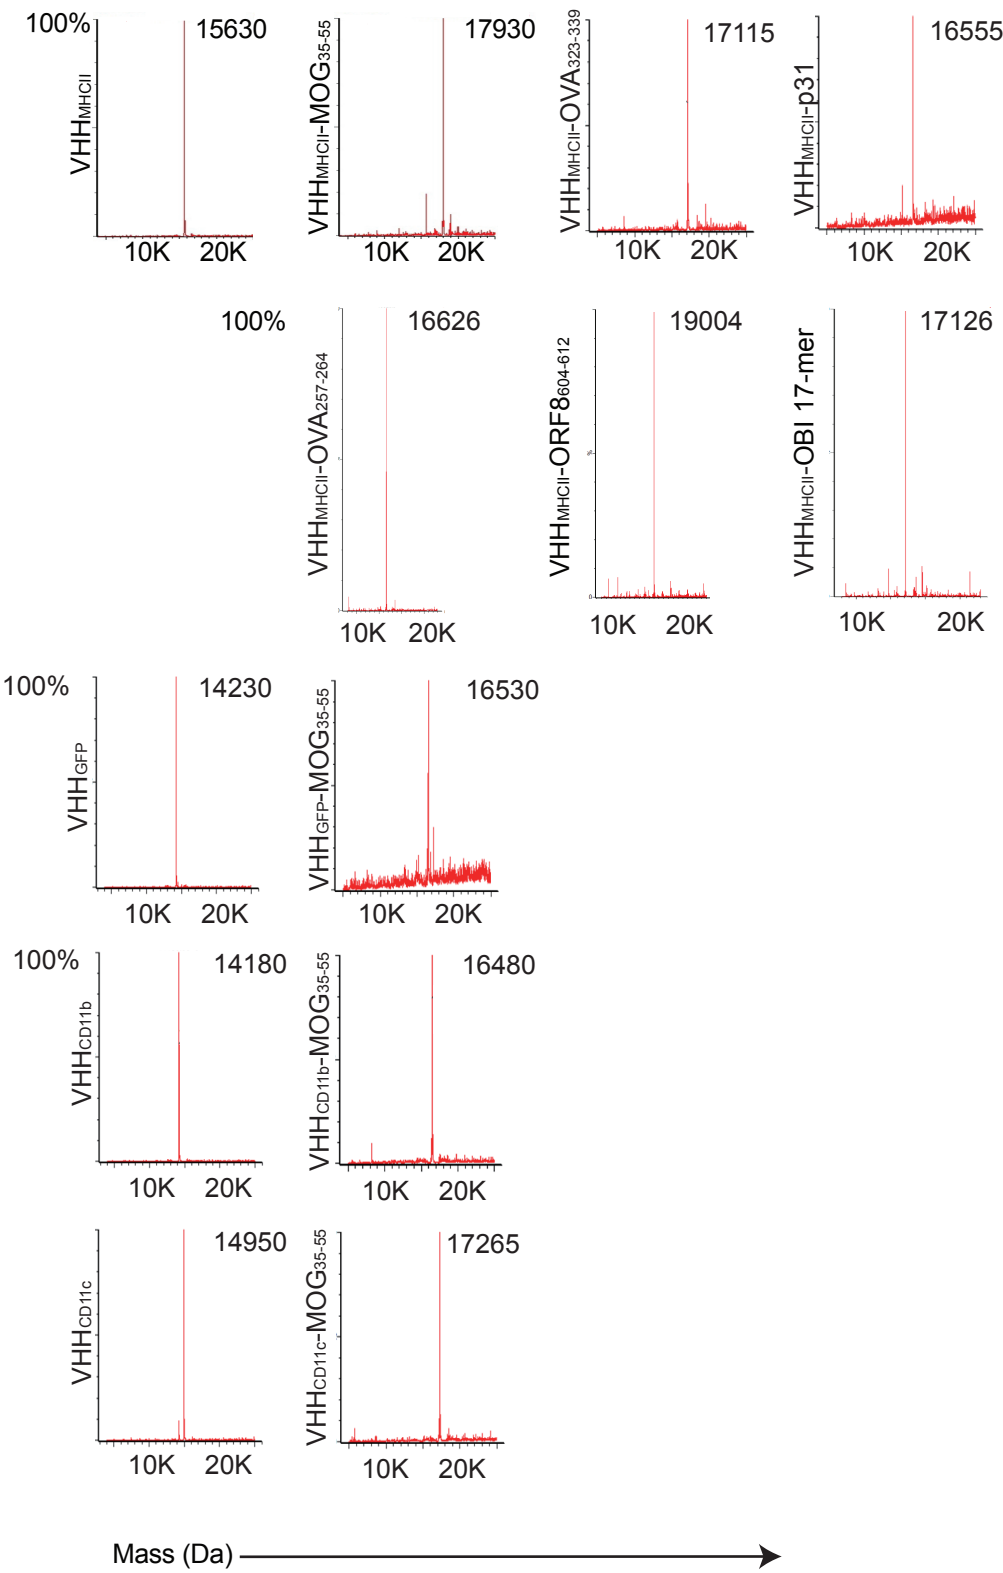 100%
VHHMHCII
15630
10K 20K
VHHMHCII-MOG35-55
17930
10K 20K
VHHMHCII-OVA323-339
17115
10K 20K
VHHMHCII-p31
16555
10K 20K
100%
VHHMHCII-OVA257-264
16626
10K 20K
VHHMHCII-ORF8604-612
19004
10K 20K
VHHMHCII-OBI 17-mer
17126
10K 20K
100%
VHHGFP
14230
10K 20K
VHHGFP-MOG35-55
16530
10K 20K
100%
VHHCD11b
14180
10K 20K
VHHCD11b-MOG35-55
16480
10K 20K
VHHCD11c
14950
10K 20K
VHHCD11c-MOG35-55
17265
10K 20K
Mass (Da)